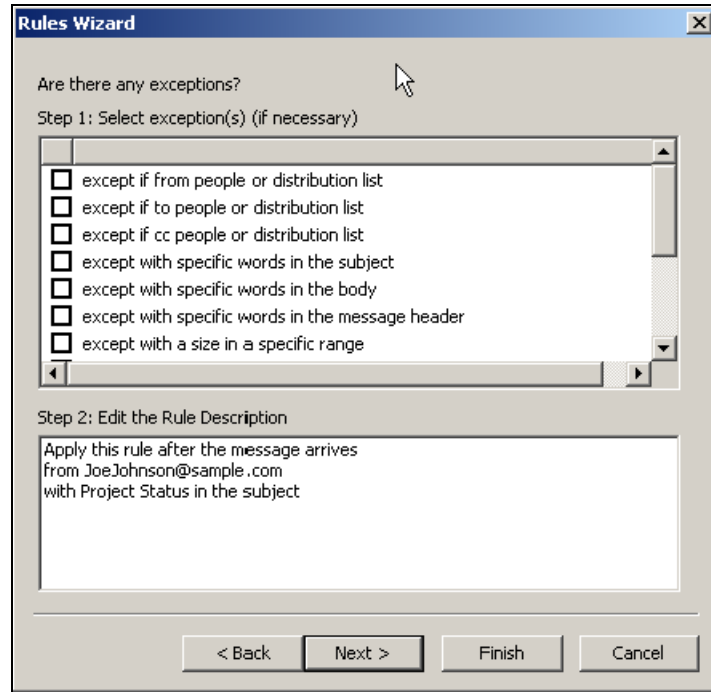 Rules Wizard
Are there any exceptions?
Step 1: Select exception(s) (if necessary)
except if from people or distribution list
except if to people or distribution list
except if cc people or distribution list
except with specific words in the subject
except with specific words in the body
except with specific words in the message header
except with a size in a specific range
Step 2: Edit the Rule Description
Apply this rule after the message arrives
from JoeJohnson@sample.com
with Project Status in the subject
< Back Next > Finish Cancel